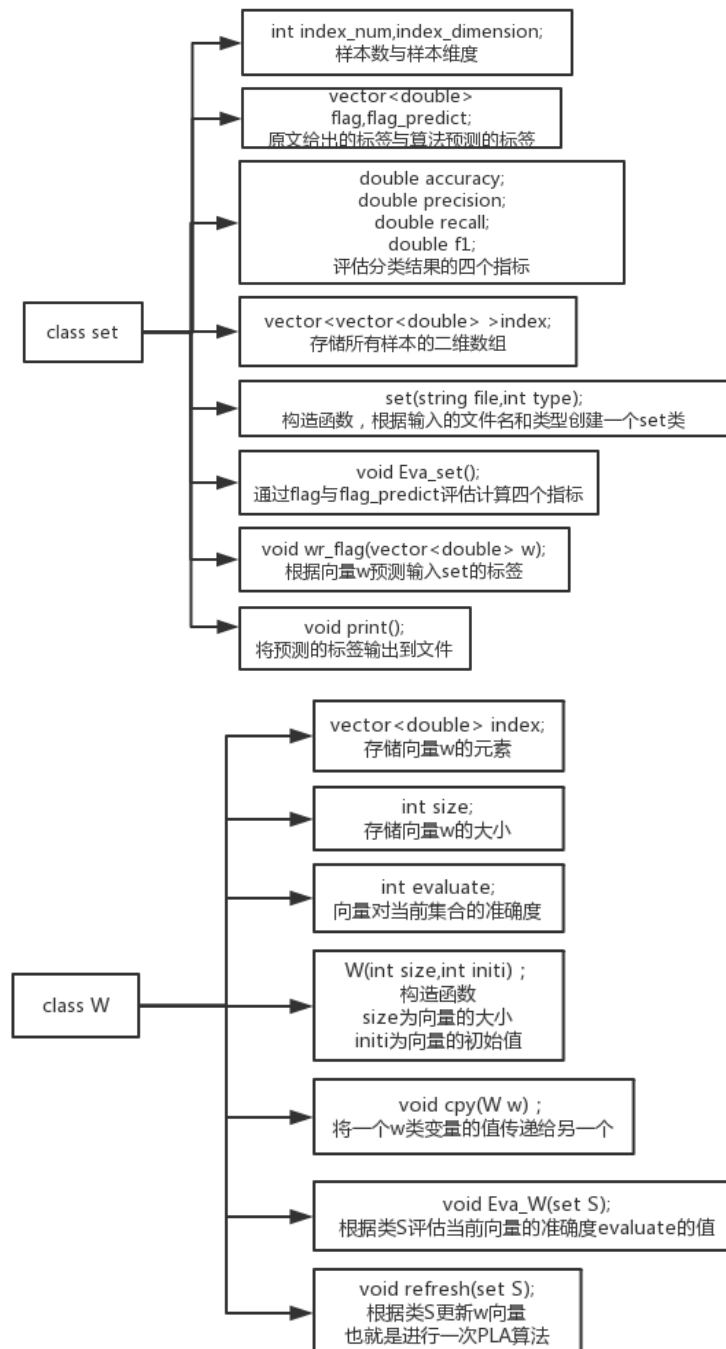 int index_num,index_dimension;
样本数与样本维度
vector<double>
flag,flag_predict;
原文给出的标签与算法预测的标签
double accuracy;
double precision;
double recall;
double f1;
评估分类结果的四个指标
class set
vector<vector<double> >index;
存储所有样本的二维数组
set(string file,int type);
构造函数，根据输入的文件名和类型创建一个set类
void Eva_set();
通过flag与flag_predict评估计算四个指标
void wr_flag(vector<double> w);
根据向量w预测输入set的标签
void print();
将预测的标签输出到文件
vector<double> index;
存储向量w的元素
int size;
存储向量w的大小
int evaluate;
向量对当前集合的准确度
class W
W(int size,int initi)；
构造函数
size为向量的大小
initi为向量的初始值
void cpy(W w)；
将一个w类变量的值传递给另一个
void Eva_W(set S);
根据类S评估当前向量的准确度evaluate的值
void refresh(set S);
根据类S更新w向量
也就是进行一次PLA算法